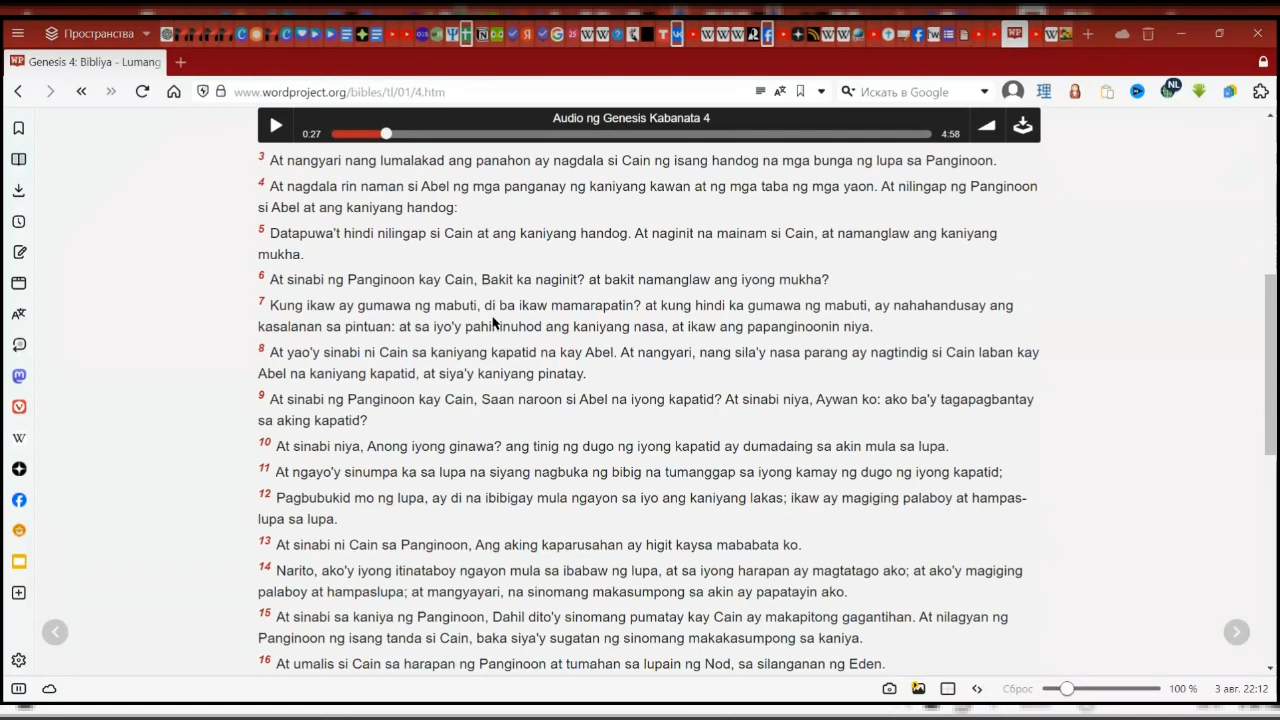 Пространства
Genesis 4: Bibliya - Lumang
www.wordproject.org/bibles/tl/01/4.htm
Искать в Google
NL
Audio ng Genesis Kabanata 4
0:27
4:58
3 At nangyari nang lumalakad ang panahon ay nagdala si Cain ng isang handog na mga bunga ng lupa sa Panginoon.
4 At nagdala rin naman si Abel ng mga panganay ng kaniyang kawan at ng mga taba ng mga yaon. At nilingap ng Panginoon
si Abel at ang kaniyang handog:
5 Datapuwa't hindi nilingap si Cain at ang kaniyang handog. At naginit na mainam si Cain, at namanglaw ang kaniyang
mukha.
6 At sinabi ng Panginoon kay Cain, Bakit ka naginit? at bakit namanglaw ang iyong mukha?
7 Kung ikaw ay gumawa ng mabuti, di ba ikaw mamarapatin? at kung hindi ka gumawa ng mabuti, ay nahahandusay ang
kasalanan sa pintuan: at sa iyo'y pahihinuhod ang kaniyang nasa, at ikaw ang papanginoonin niya.
8 At yao'y sinabi ni Cain sa kaniyang kapatid na kay Abel. At nangyari, nang sila'y nasa parang ay nagtindig si Cain laban kay
Abel na kaniyang kapatid, at siya'y kaniyang pinatay.
9 At sinabi ng Panginoon kay Cain, Saan naroon si Abel na iyong kapatid? At sinabi niya, Aywan ko: ako ba'y tagapagbantay
sa aking kapatid?
10 At sinabi niya, Anong iyong ginawa? ang tinig ng dugo ng iyong kapatid ay dumadaing sa akin mula sa lupa.
11 At ngayo'y sinumpa ka sa lupa na siyang nagbuka ng bibig na tumanggap sa iyong kamay ng dugo ng iyong kapatid;
12 Pagbubukid mo ng lupa, ay di na ibibigay mula ngayon sa iyo ang kaniyang lakas; ikaw ay magiging palaboy at hampas-
lupa sa lupa.
13 At sinabi ni Cain sa Panginoon, Ang aking kaparusahan ay higit kaysa mababata ko.
14 Narito, ako'y iyong itinataboy ngayon mula sa ibabaw ng lupa, at sa iyong harapan ay magtatago ako; at ako'y magiging
palaboy at hampaslupa; at mangyayari, na sinomang makasumpong sa akin ay papatayin ako.
15 At sinabi sa kaniya ng Panginoon, Dahil dito'y sinomang pumatay kay Cain ay makapitong gagantihan. At nilagyan ng
Panginoon ng isang tanda si Cain, baka siya'y sugatan ng sinomang makakasumpong sa kaniya.
16 At umalis si Cain sa harapan ng Panginoon at tumahan sa lupain ng Nod, sa silanganan ng Eden.
Сброс
100 %
3 авг. 22:12